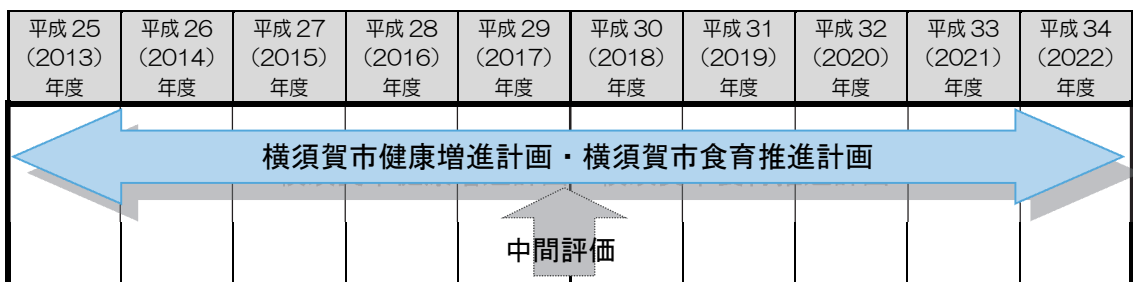 平成25 平成26 平成27 平成28 平成29 平成30 平成31 平成32 平成33 平成34
（2013） （2014） （2015） （2016） （2017） （2018） （2019） （2020） （2021） （2022）
年度 年度 年度 年度 年度 年度 年度 年度 年度 年度
横須賀市健康増進計画・横須賀市食育推進計画
中間評価